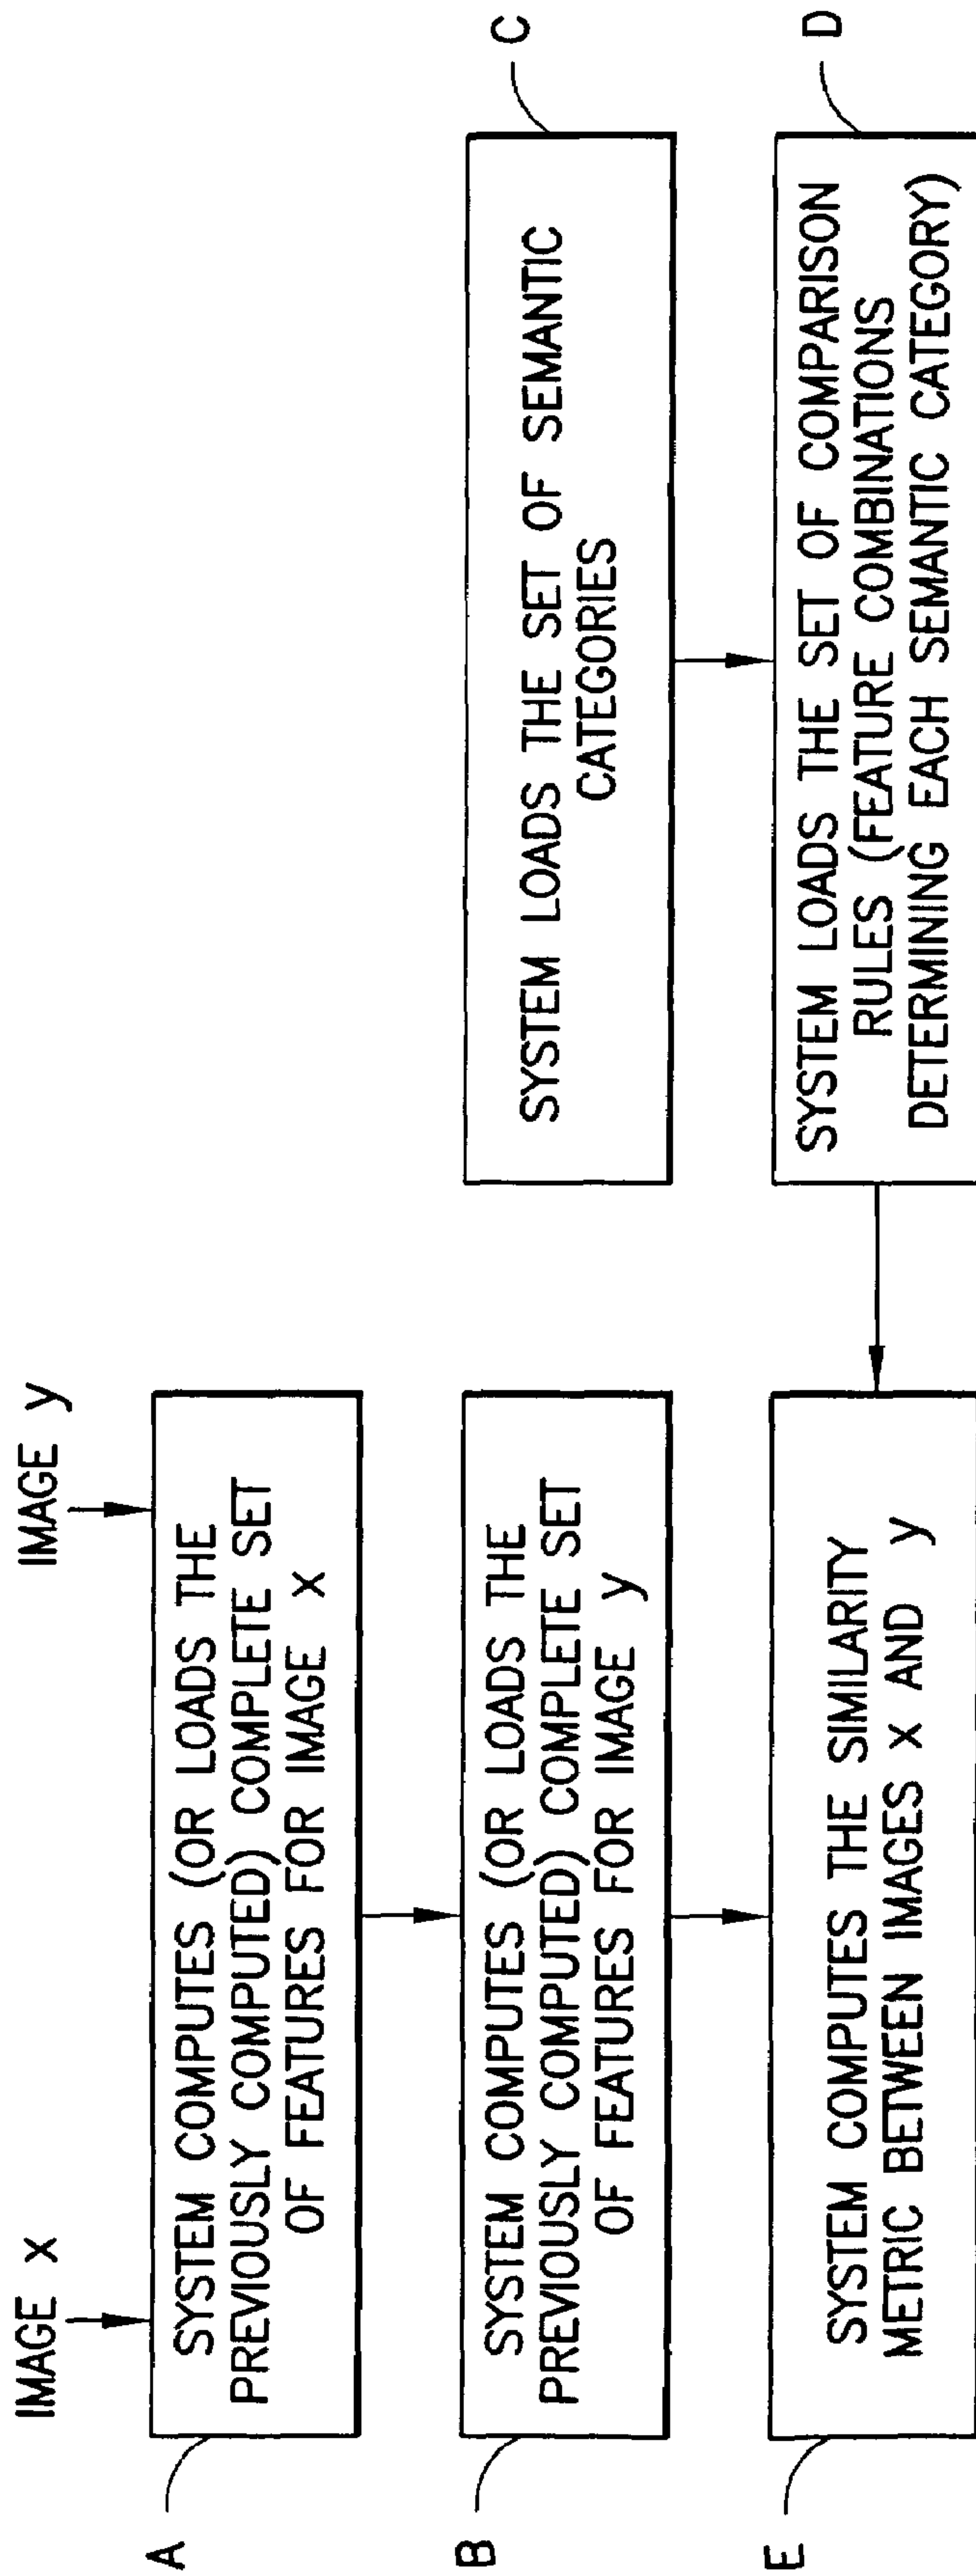 IMAGE x
IMAGE y
A
SYSTEM COMPUTES (OR LOADS THE
PREVIOUSLY COMPUTED) COMPLETE SET
OF FEATURES FOR IMAGE x
B
SYSTEM COMPUTES (OR LOADS THE
PREVIOUSLY COMPUTED) COMPLETE SET
OF FEATURES FOR IMAGE y
C
SYSTEM LOADS THE SET OF SEMANTIC
CATEGORIES
E
SYSTEM COMPUTES THE SIMILARITY
METRIC BETWEEN IMAGES x AND y
D
SYSTEM LOADS THE SET OF COMPARISON
RULES (FEATURE COMBINATIONS
DETERMINING EACH SEMANTIC CATEGORY)